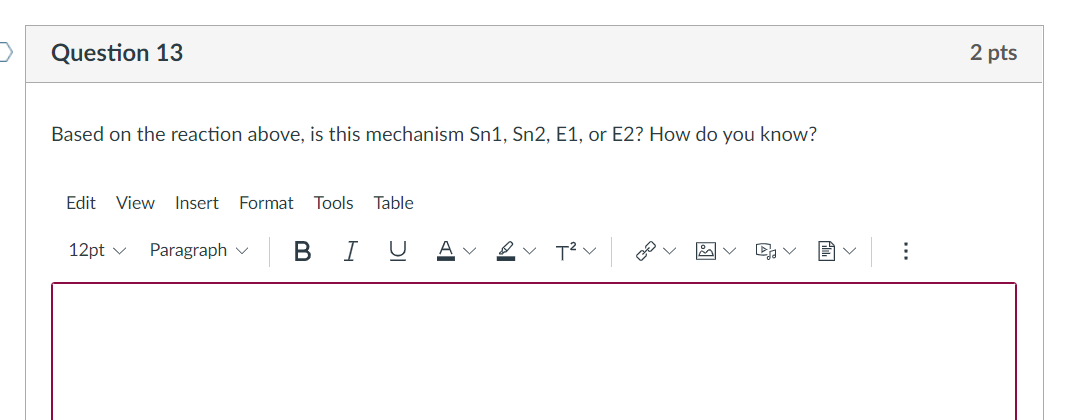 Question 13 2 pts
Based on the reaction above, is this mechanism Sn1, Sn2, E1, or E2? How do you know?
Edit View Insert Format Tools Table
12pt Paragraph B I U A T²